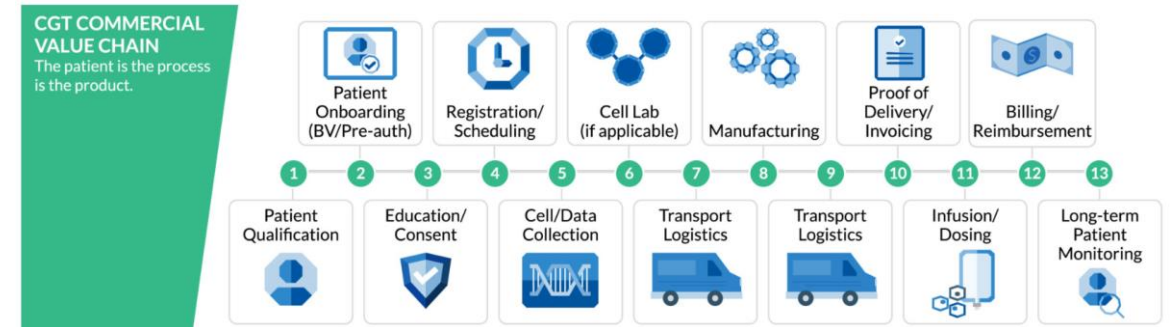 CGT COMMERCIAL
VALUE CHAIN
The patient is the process
is the product.
Patient
Onboarding
(BV/Pre-auth)
Registration/
Scheduling
Cell Lab
(if applicable)
Manufacturing
Proof of
Delivery/
Invoicing
Billing/
Reimbursement
1
2
3
4
5
6
7
8
9
10
11
12
13
Patient
Qualification
Education/
Consent
Cell/Data
Collection
Transport
Logistics
Transport
Logistics
Infusion/
Dosing
Long-term
Patient
Monitoring